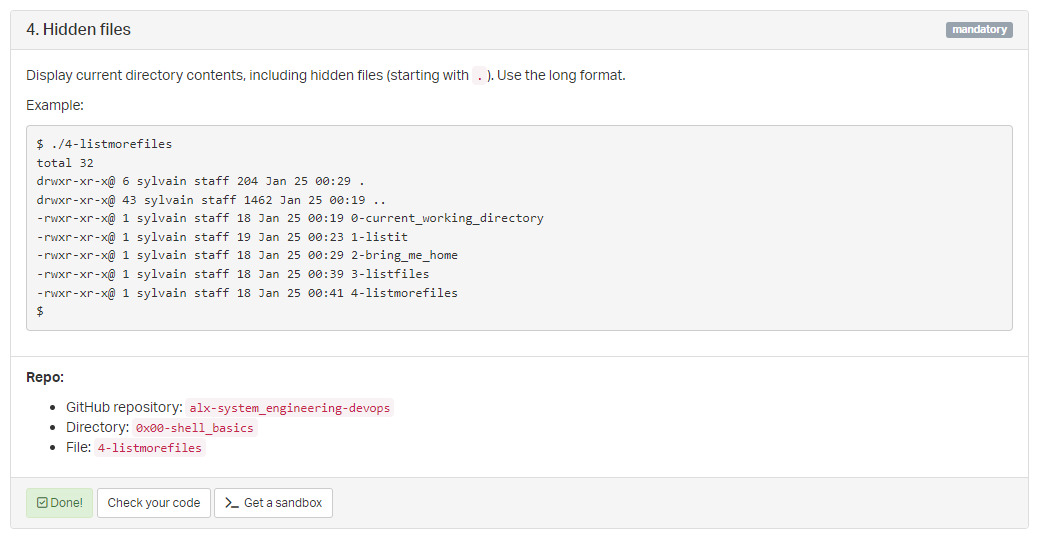 4. Hidden files
mandatory
Display current directory contents, including hidden files (starting with . ). Use the long format.
Example:
$ ./4-listmorefiles
total 32
drwxr-xr-x@ 6 sylvain staff 204 Jan 25 00:29 .
drwxr-xr-x@ 43 sylvain staff 1462 Jan 25 00:19 ..
-rwxr-xr-x@ 1 sylvain staff 18 Jan 25 00:19 0-current_working_directory
-rwxr-xr-x@ 1 sylvain staff 19 Jan 25 00:23 1-listit
-rwxr-xr-x@ 1 sylvain staff 18 Jan 25 00:29 2-bring_me_home
-rwxr-xr-x@ 1 sylvain staff 18 Jan 25 00:39 3-listfiles
-rwxr-xr-x@ 1 sylvain staff 18 Jan 25 00:41 4-listmorefiles
$
Repo:
• GitHub repository: alx-system_engineering-devops
• Directory: 0x00-shell_basics
• File: 4-listmorefiles
Done! Check your code >_ Get a sandbox